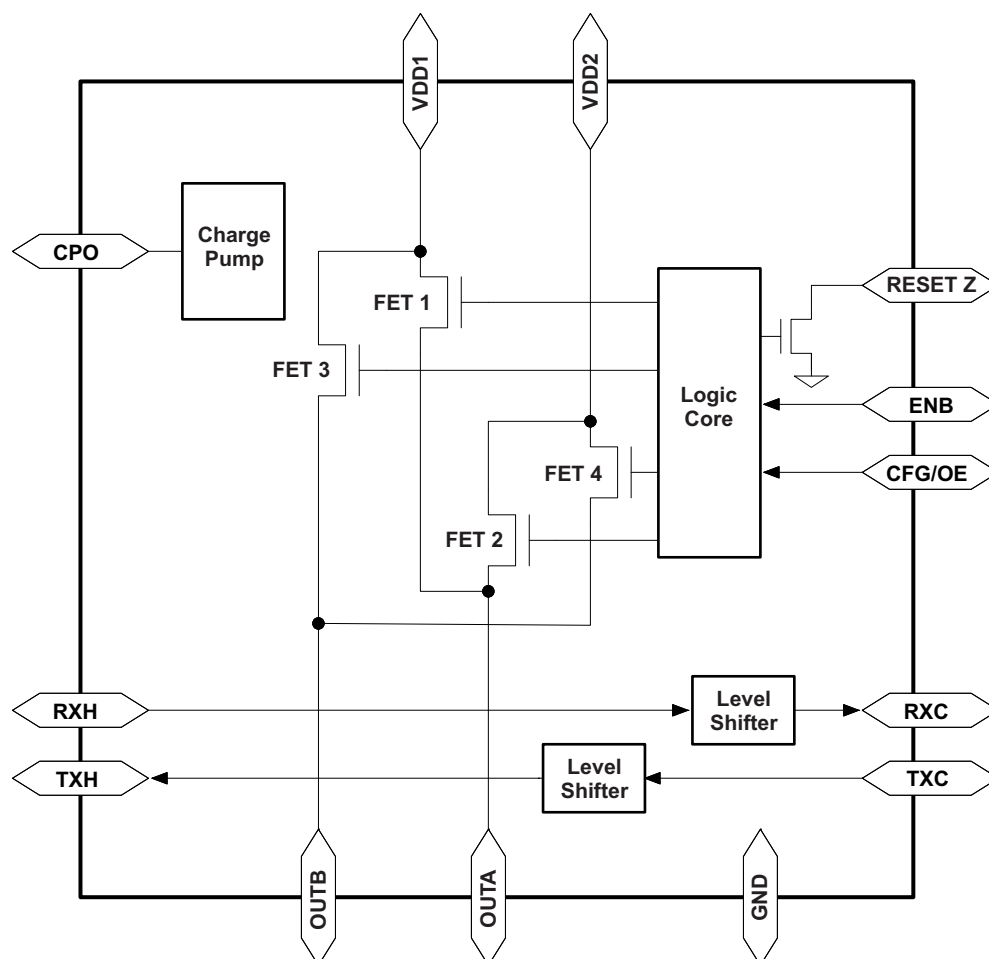 VDD1
VDD2
Charge
Pump
CPO
FET 1
RESET Z
FET 3
Logic
Core
ENB
FET 4
CFG/OE
FET 2
RXH
Level
Shifter
RXC
TXH
Level
Shifter
TXC
OUTB
OUTA
GND